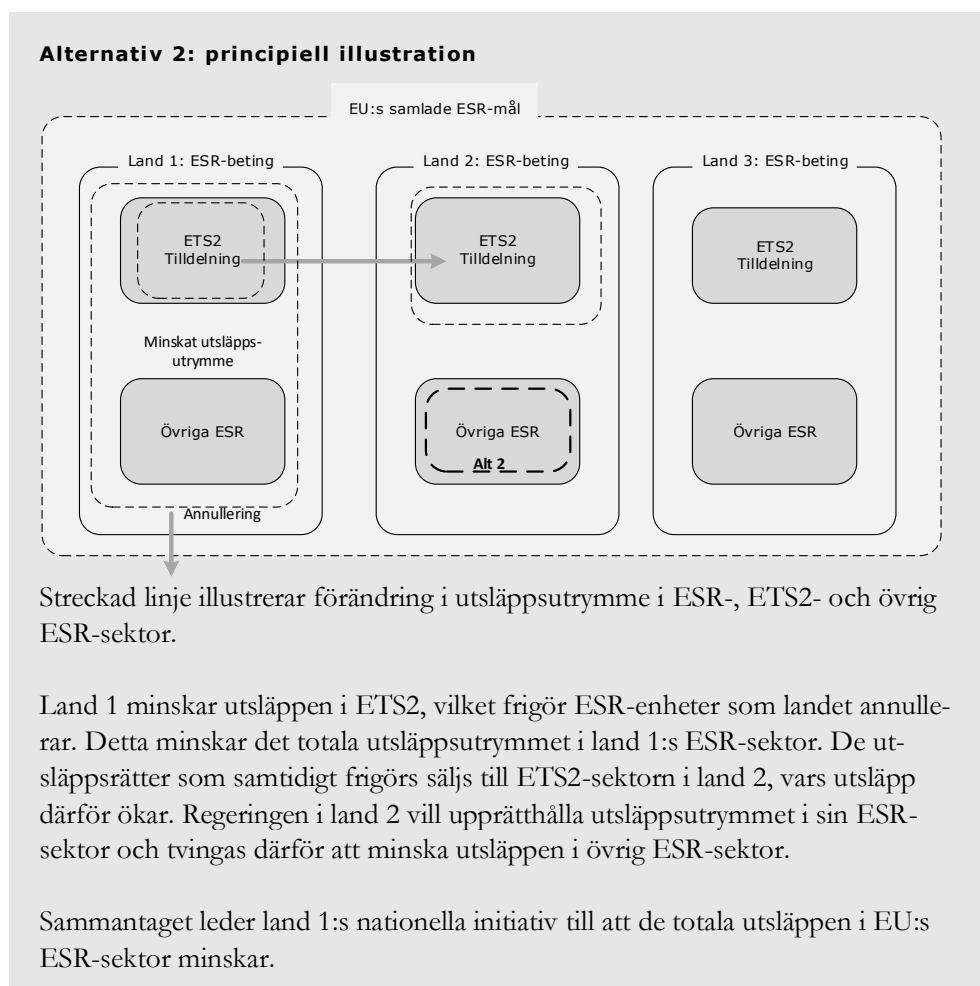 Alternativ 2: principiell illustration
EU:s samlade ESR-mål
Land 1: ESR-beting
Land 2: ESR-beting
Land 3: ESR-beting
ETS2
Tilldelning
ETS2
Tilldelning
ETS2
Tilldelning
Minskat utsläpps-
utrymme
Övriga ESR
Övriga ESR
Alt 2
Övriga ESR
Annullering
Streckad linje illustrerar förändring i utsläppsutrymme i ESR-, ETS2- och övrig
ESR-sektor.
Land 1 minskar utsläppen i ETS2, vilket frigör ESR-enheter som landet annulle-
rar. Detta minskar det totala utsläppsutrymmet i land 1:s ESR-sektor. De ut-
släppsrätter som samtidigt frigörs säljs till ETS2-sektorn i land 2, vars utsläpp
därför ökar. Regeringen i land 2 vill upprätthålla utsläppsutrymmet i sin ESR-
sektor och tvingas därför att minska utsläppen i övrig ESR-sektor.
Sammantaget leder land 1:s nationella initiativ till att de totala utsläppen i EU:s
ESR-sektor minskar.